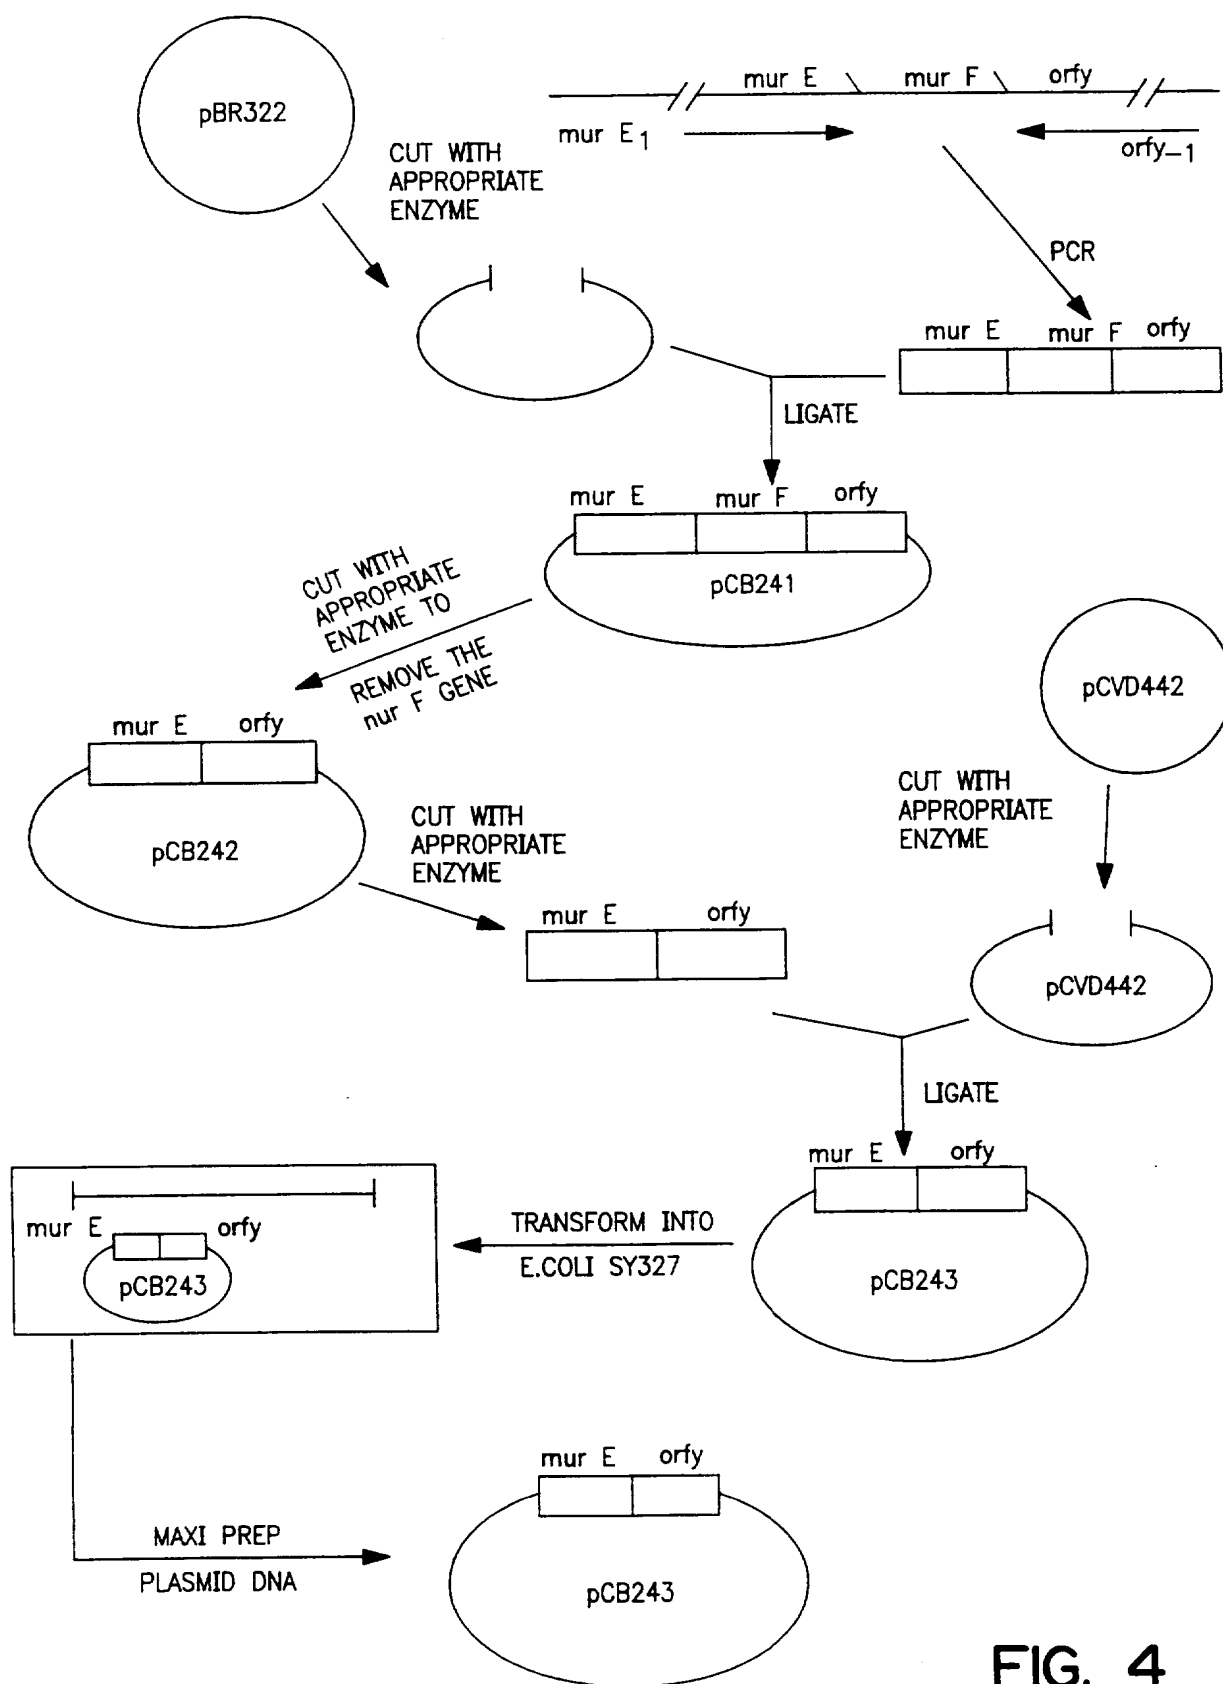 pBR322
mur E mur F orfy
mur E1
orfy-1
CUT WITH
APPROPRIATE
ENZYME
PCR
mur E mur F orfy
LIGATE
mur E mur F orfy
pCB241
CUT WITH
APPROPRIATE
ENZYME TO
REMOVE THE
nur F GENE
pCVD442
mur E orfy
pCB242
CUT WITH
APPROPRIATE
ENZYME
CUT WITH
APPROPRIATE
ENZYME
mur E orfy
pCVD442
LIGATE
mur E orfy
pCB243
TRANSFORM INTO
E.COLI SY327
mur E orfy
pCB243
MAXI PREP
PLASMID DNA
mur E orfy
pCB243
FIG. 4